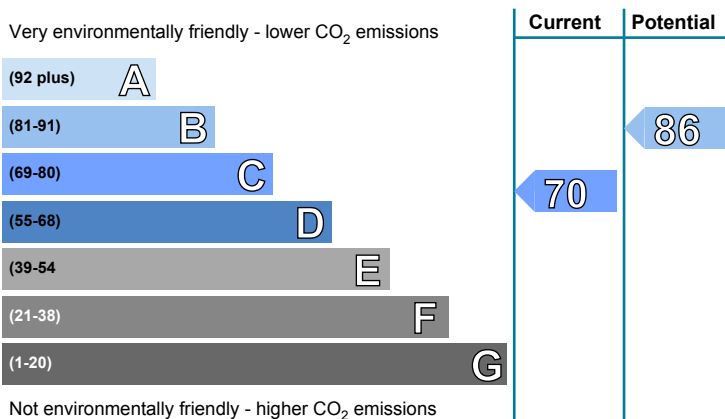 Very environmentally friendly - lower CO2 emissions
Current
Potential
(92 plus) A
(81-91) B
86
(69-80) C
70
(55-68) D
(39-54 E
(21-38) F
(1-20) G
Not environmentally friendly - higher CO2 emissions